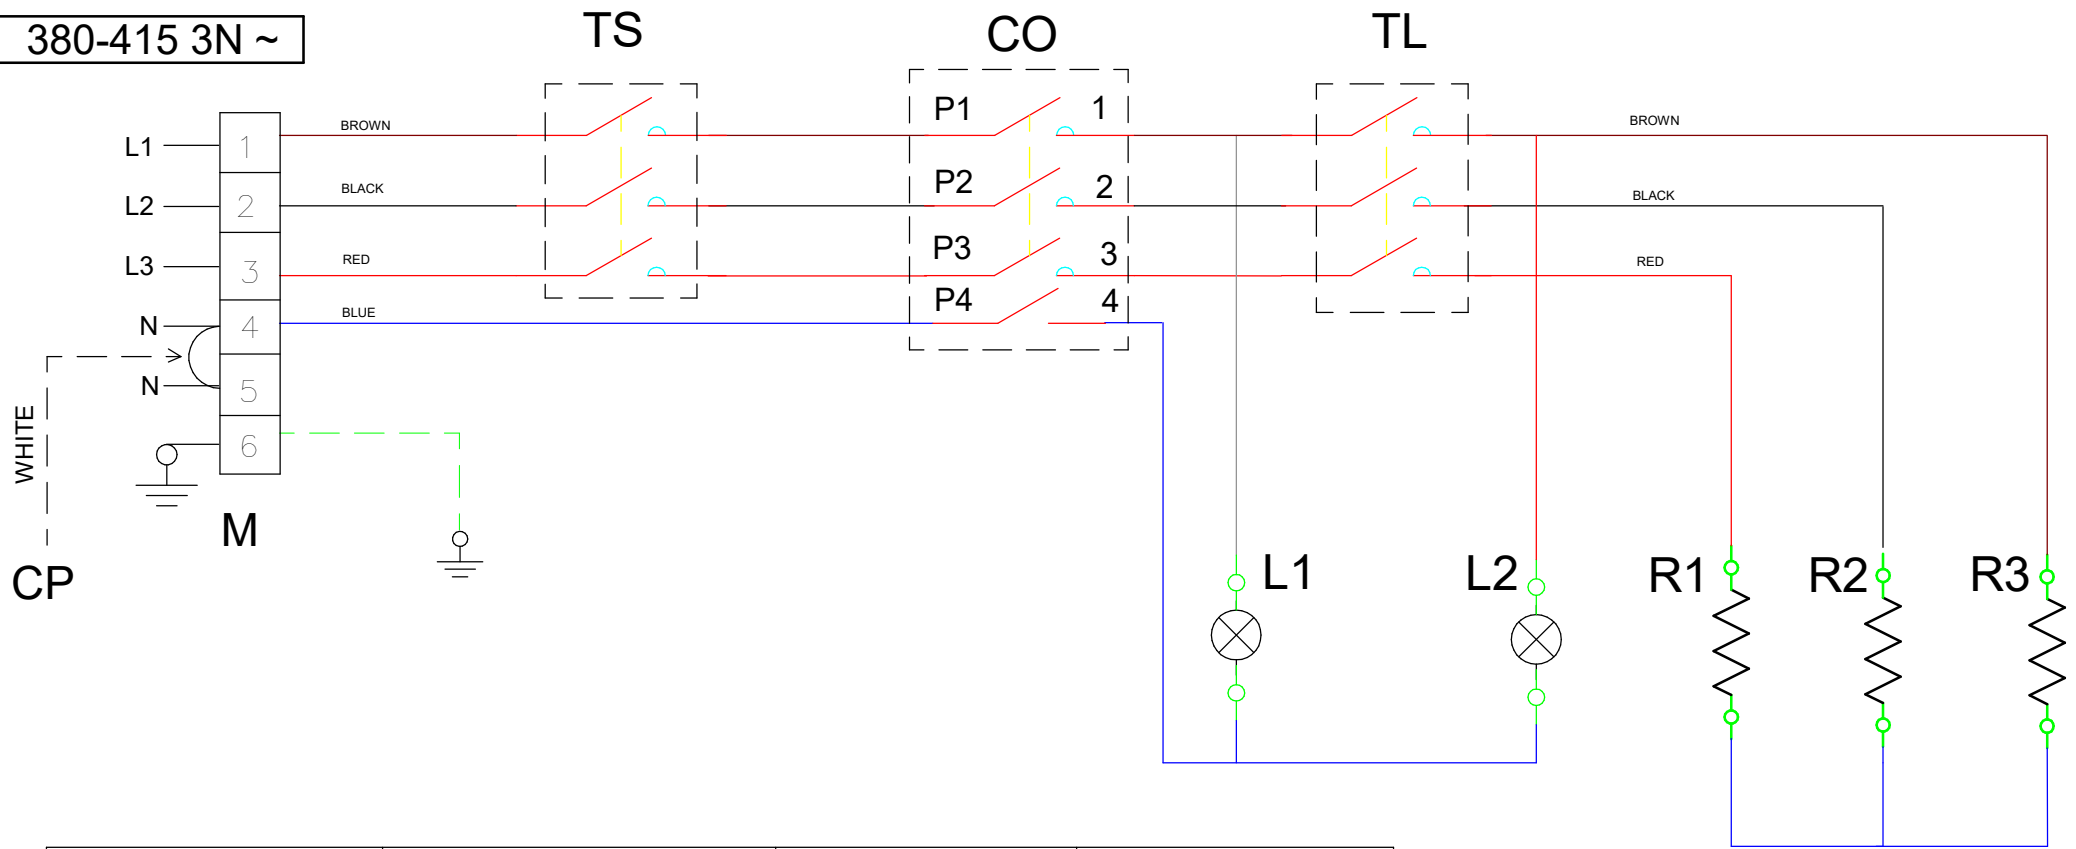 380-415 3N ~
TS
CO
TL
P1
1
BROWN
BROWN
L1
1
P2
2
BLACK
BLACK
L2
2
P3
3
RED
RED
L3
3
P4
4
BLUE
N
4
N
5
WHITE
6
M
CP
L1
L2
R1
R2
R3